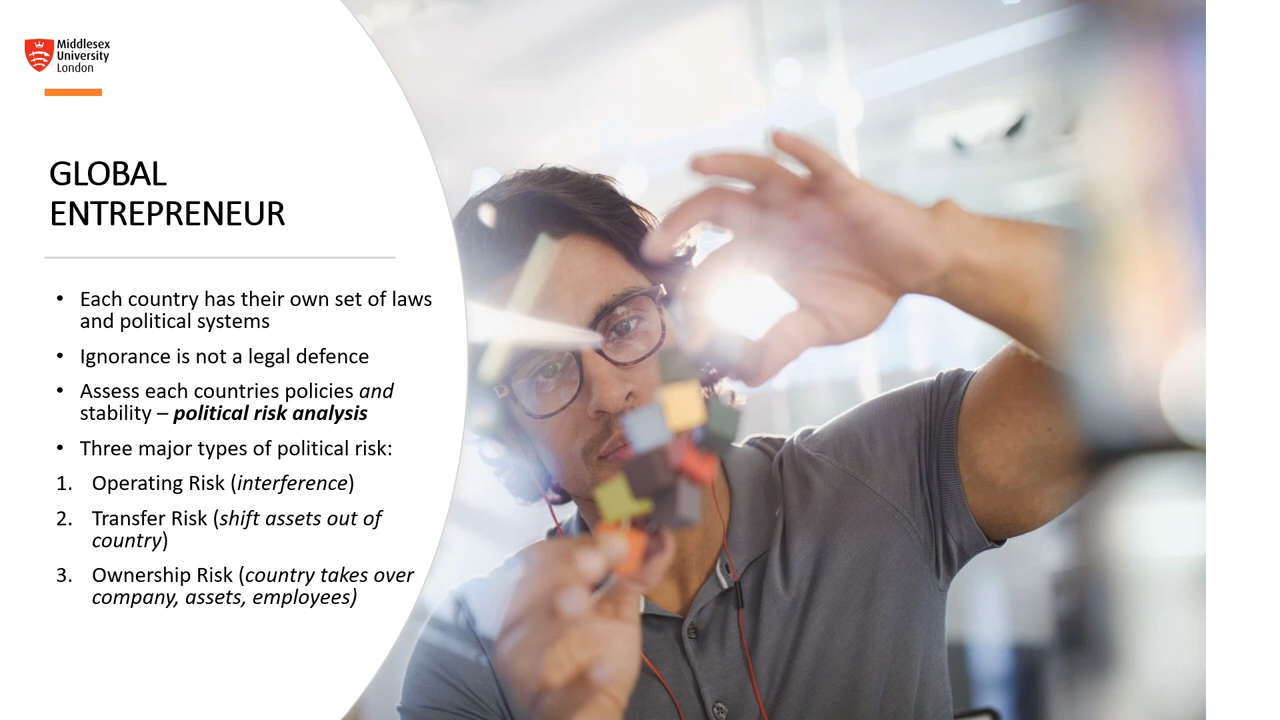 Middlesex
University
London
GLOBAL
ENTREPRENEUR
• Each country has their own set of laws
and political systems
• Ignorance is not a legal defence
• Assess each countries policies and
stability – political risk analysis
• Three major types of political risk:
1. Operating Risk (interference)
2. Transfer Risk (shift assets out of
country)
3. Ownership Risk (country takes over
company, assets, employees)